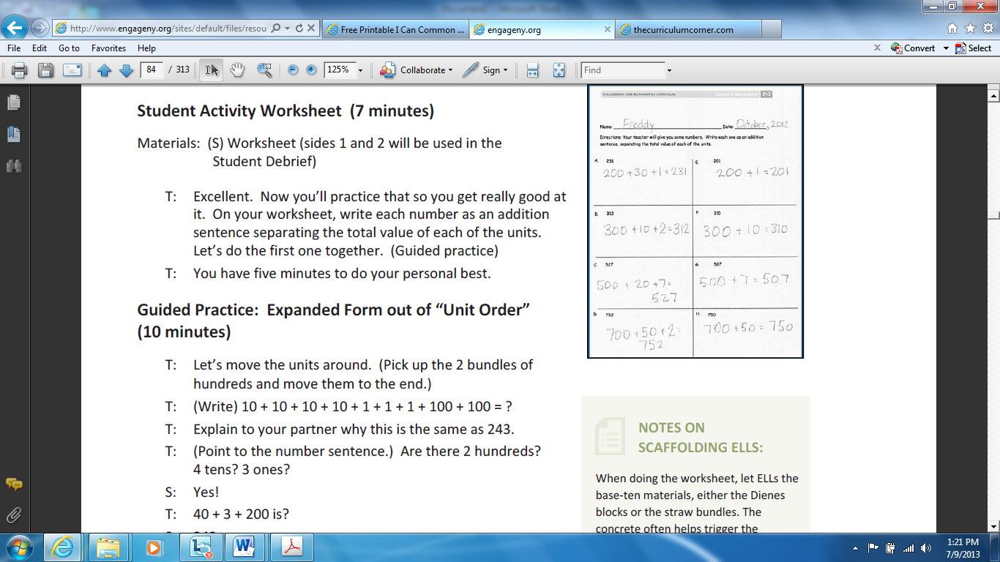 http://www.engageny.org/sites/default/files/resou
Free Printable I Can Common ...
engageny.org
thecurriculumcorner.com
File Edit Go to Favorites Help
Convert Select
84 / 313 125% Collaborate Sign Find
Student Activity Worksheet (7 minutes)
Materials: (S) Worksheet (sides 1 and 2 will be used in the
Student Debrief)
T: Excellent. Now you’ll practice that so you get really good at
it. On your worksheet, write each number as an addition
sentence separating the total value of each of the units.
Let’s do the first one together. (Guided practice)
T: You have five minutes to do your personal best.
Guided Practice: Expanded Form out of “Unit Order”
(10 minutes)
T: Let’s move the units around. (Pick up the 2 bundles of
hundreds and move them to the end.)
T: (Write) 10 + 10 + 10 + 10 + 1 + 1 + 1 + 100 + 100 = ?
T: Explain to your partner why this is the same as 243.
T: (Point to the number sentence.) Are there 2 hundreds?
4 tens? 3 ones?
S: Yes!
T: 40 + 3 + 200 is?
NYS COMMON CORE MATHEMATICS CURRICULUM Lesson 6 Worksheet 2•3
Name: Freddy Date: October, 2012
Directions: Your teacher will give you some numbers. Write each one as an addition
sentence, separating the total value of each of the units.
A. 231 E. 201
200 + 30 + 1 = 231 200 + 1 = 201
B. 312 F. 310
300 + 10 + 2 = 312 300 + 10 = 310
C. 527 G. 507
500 + 20 + 7 = 500 + 7 = 507
527
D. 752 H. 750
700 + 50 + 2 = 700 + 50 = 750
752
NOTES ON
SCAFFOLDING ELLS:
When doing the worksheet, let ELLs the
base-ten materials, either the Dienes
blocks or the straw bundles. The
concrete often helps trigger the
1:21 PM
7/9/2013